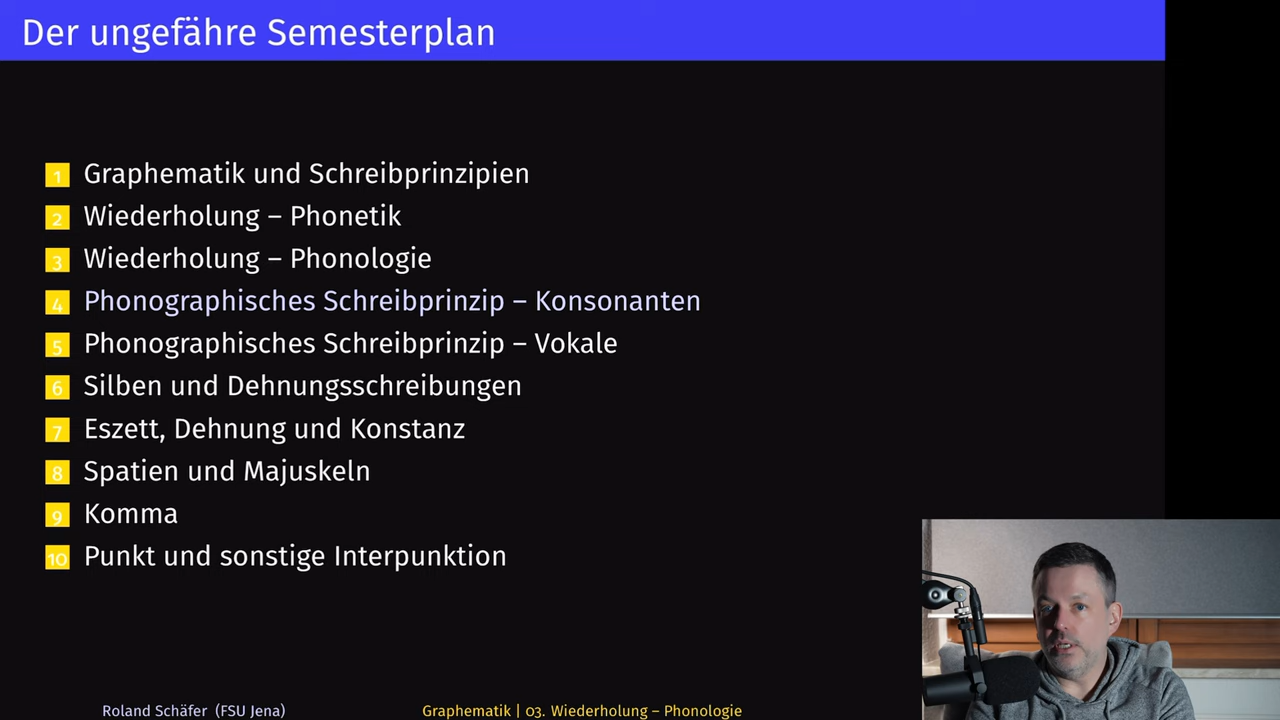 Der ungefähre Semesterplan
1 Graphematik und Schreibprinzipien
2 Wiederholung – Phonetik
3 Wiederholung – Phonologie
4 Phonographisches Schreibprinzip – Konsonanten
5 Phonographisches Schreibprinzip – Vokale
6 Silben und Dehnungsschreibungen
7 Eszett, Dehnung und Konstanz
8 Spatien und Majuskeln
9 Komma
10 Punkt und sonstige Interpunktion
Roland Schäfer (FSU Jena) Graphematik | 03. Wiederholung – Phonologie